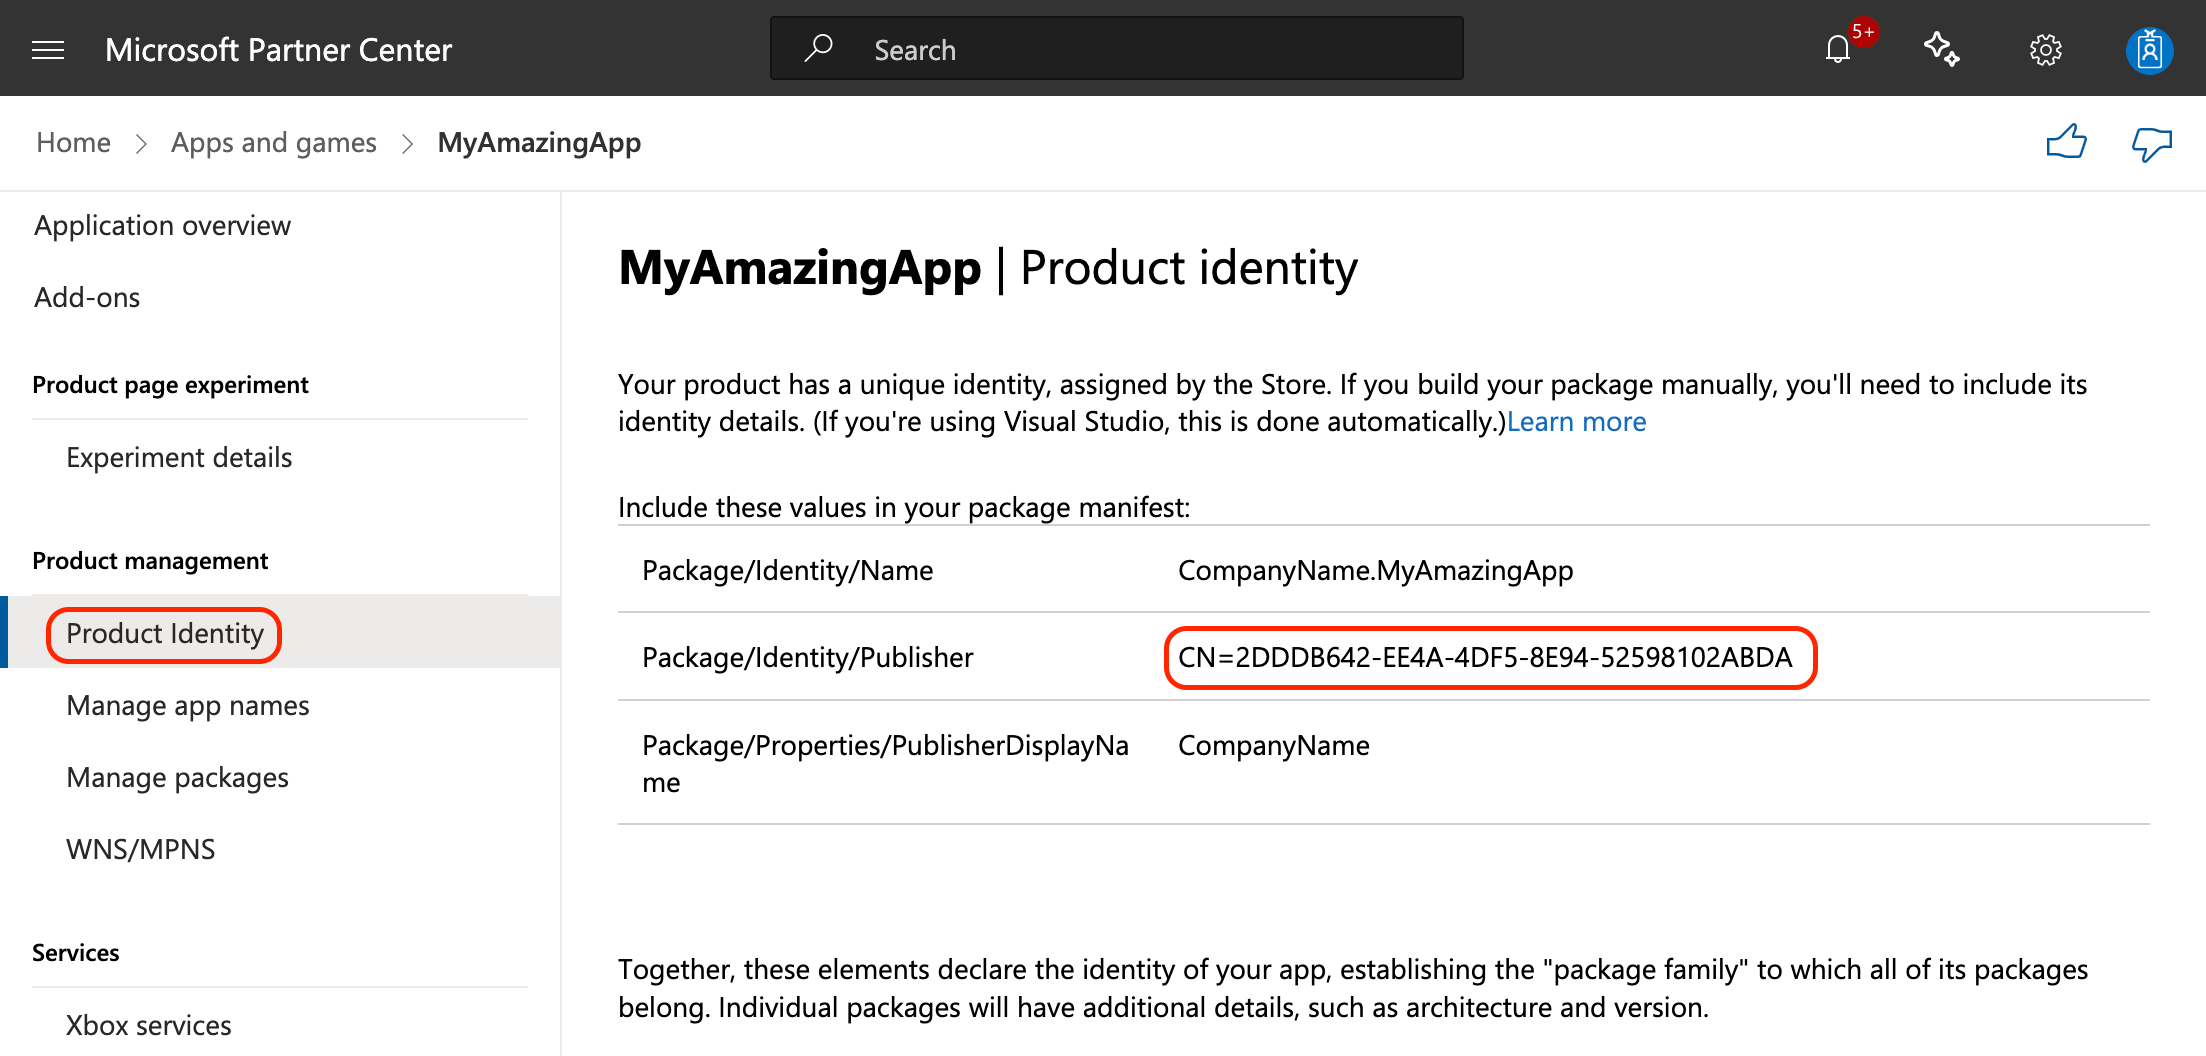 Microsoft Partner Center
Search
5+
Home > Apps and games > MyAmazingApp
Application overview
Add-ons
Product page experiment
Experiment details
Product management
Product Identity
Manage app names
Manage packages
WNS/MPNS
Services
Xbox services
MyAmazingApp | Product identity
Your product has a unique identity, assigned by the Store. If you build your package manually, you'll need to include its
identity details. (If you're using Visual Studio, this is done automatically.)Learn more
Include these values in your package manifest:
Package/Identity/Name CompanyName.MyAmazingApp
Package/Identity/Publisher CN=2DDDB642-EE4A-4DF5-8E94-52598102ABDA
Package/Properties/PublisherDisplayNa CompanyName
me
Together, these elements declare the identity of your app, establishing the "package family" to which all of its packages
belong. Individual packages will have additional details, such as architecture and version.